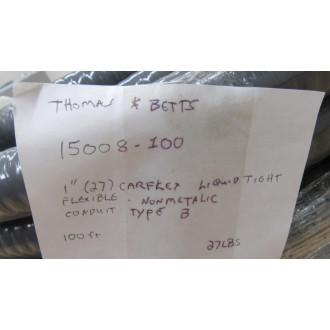 THOMAS & BETTS
15008-100
1" (27) CARFLEX LIQUID TIGHT
FLEXIBLE - NONMETALIC
CONDUIT TYPE B
100 ft
27LBS